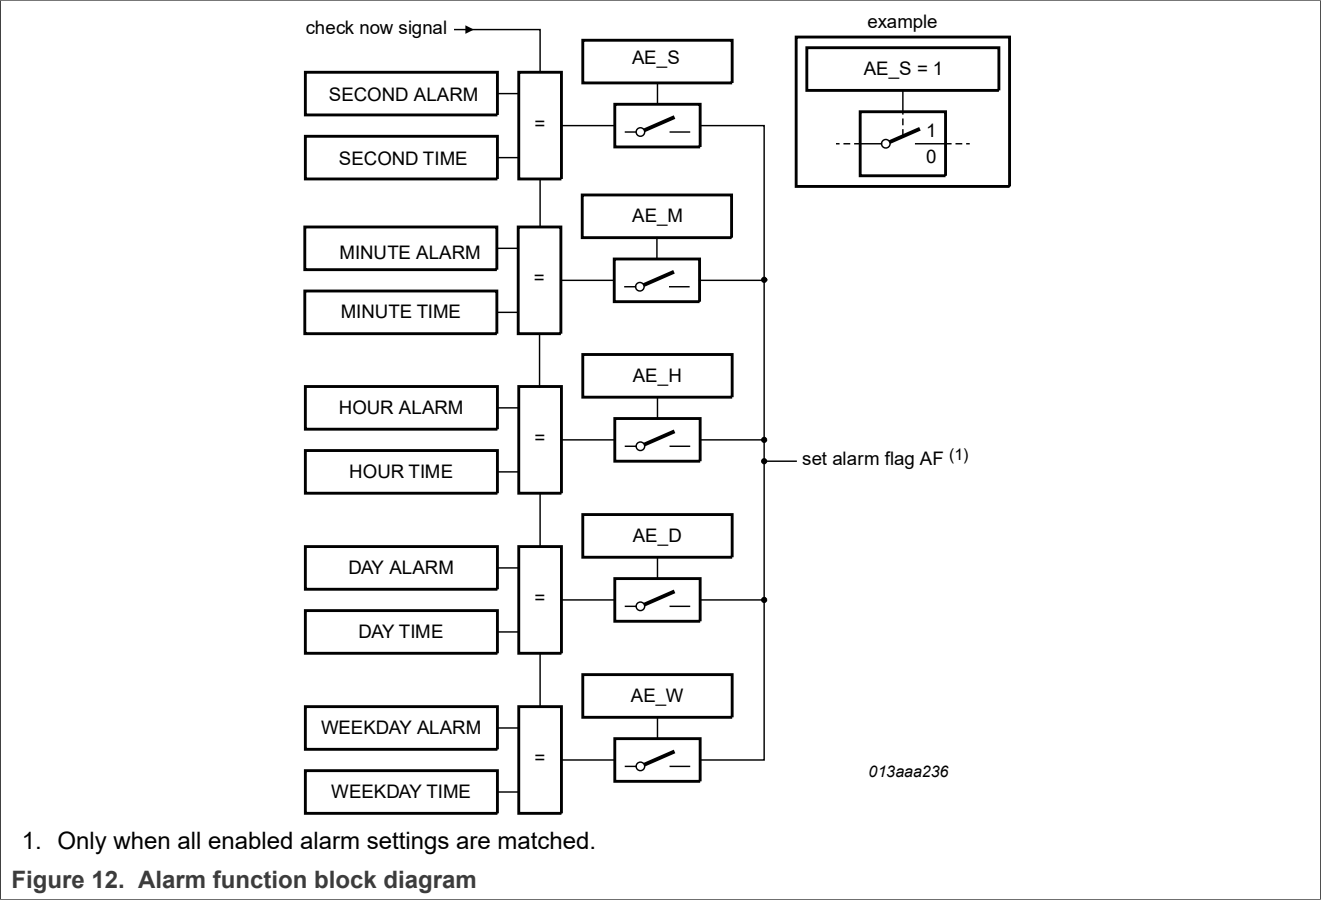 check now signal
example
AE_S
AE_S = 1
SECOND ALARM
=
1
0
SECOND TIME
AE_M
MINUTE ALARM
=
MINUTE TIME
AE_H
HOUR ALARM
=
set alarm flag AF (1)
HOUR TIME
AE_D
DAY ALARM
=
DAY TIME
AE_W
WEEKDAY ALARM
=
WEEKDAY TIME
013aaa236
1. Only when all enabled alarm settings are matched.
Figure 12. Alarm function block diagram